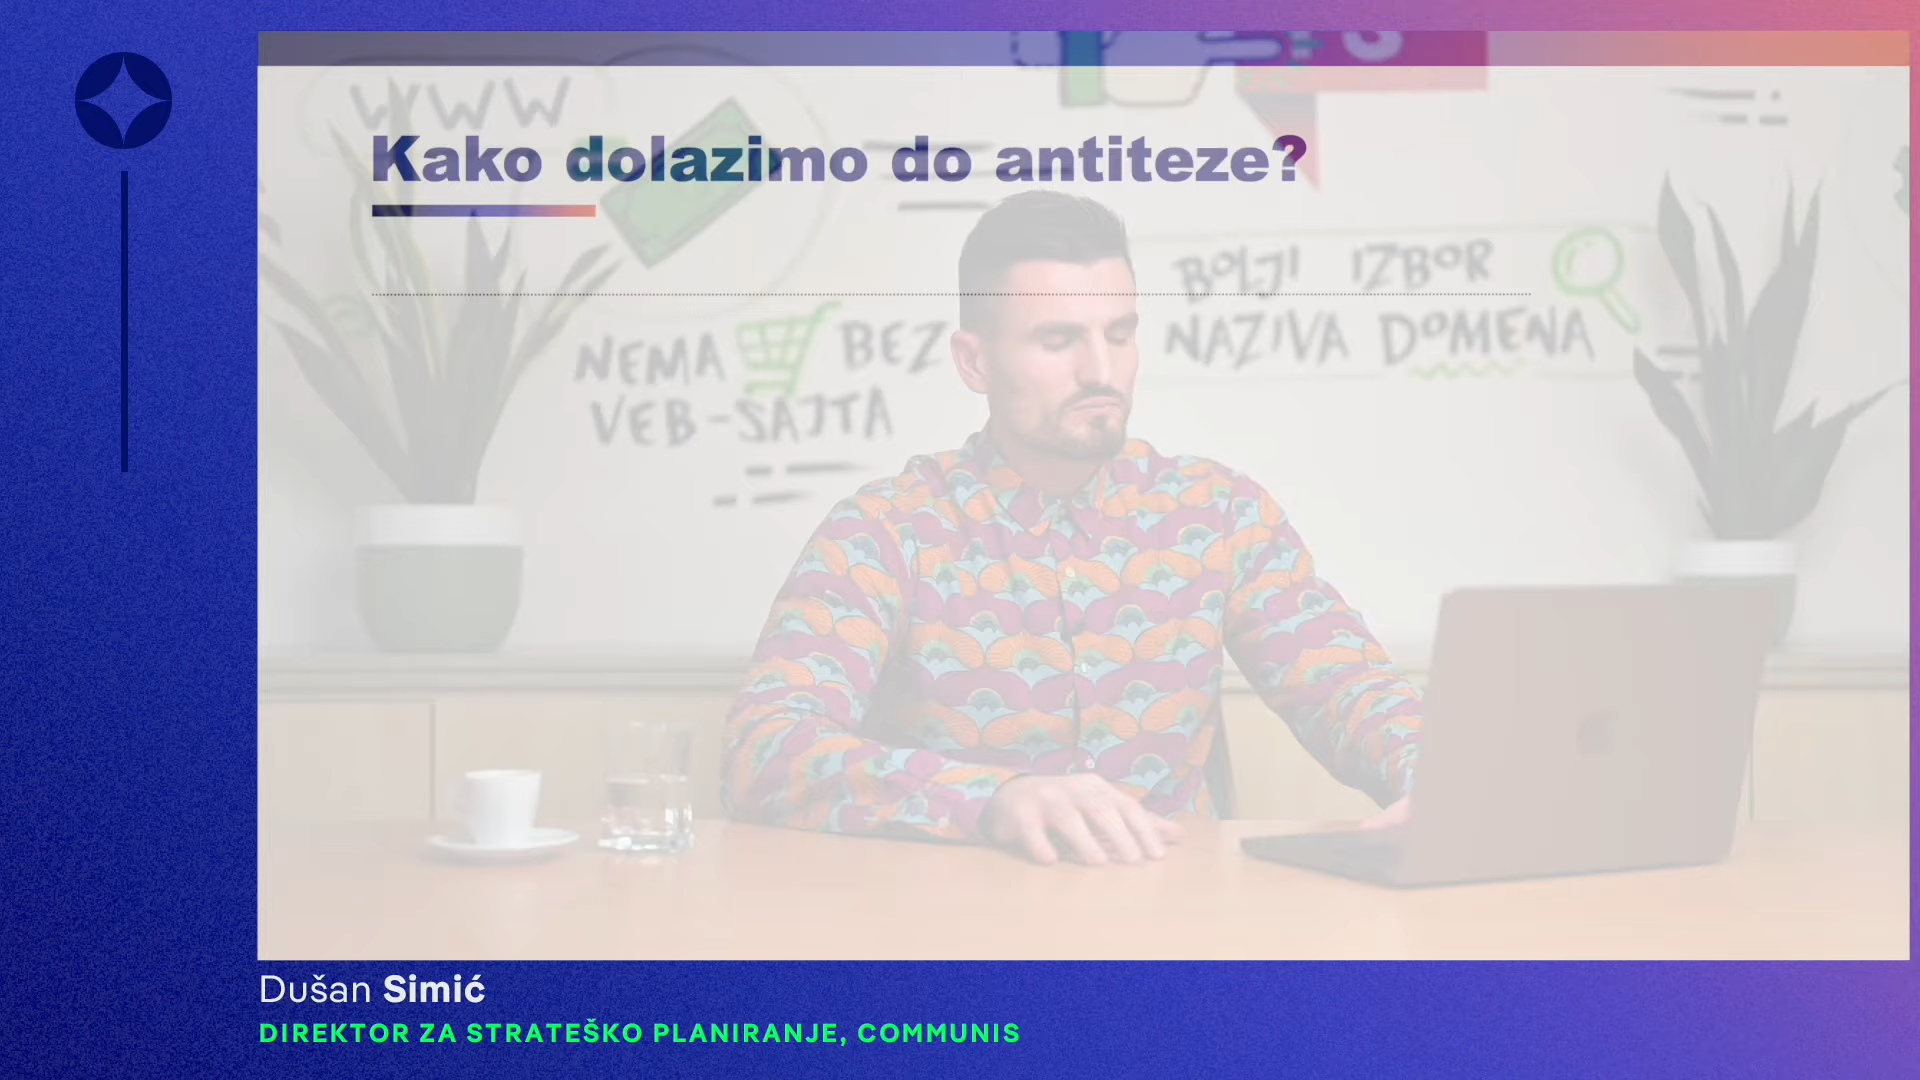 WWW
Kako dolazimo do antiteze?
BOLJI IZBOR
NAZIVA DOMENA
NEMA BEZ
VEB-SAJTA
Dušan Simić
DIREKTOR ZA STRATEŠKO PLANIRANJE, COMMUNIS